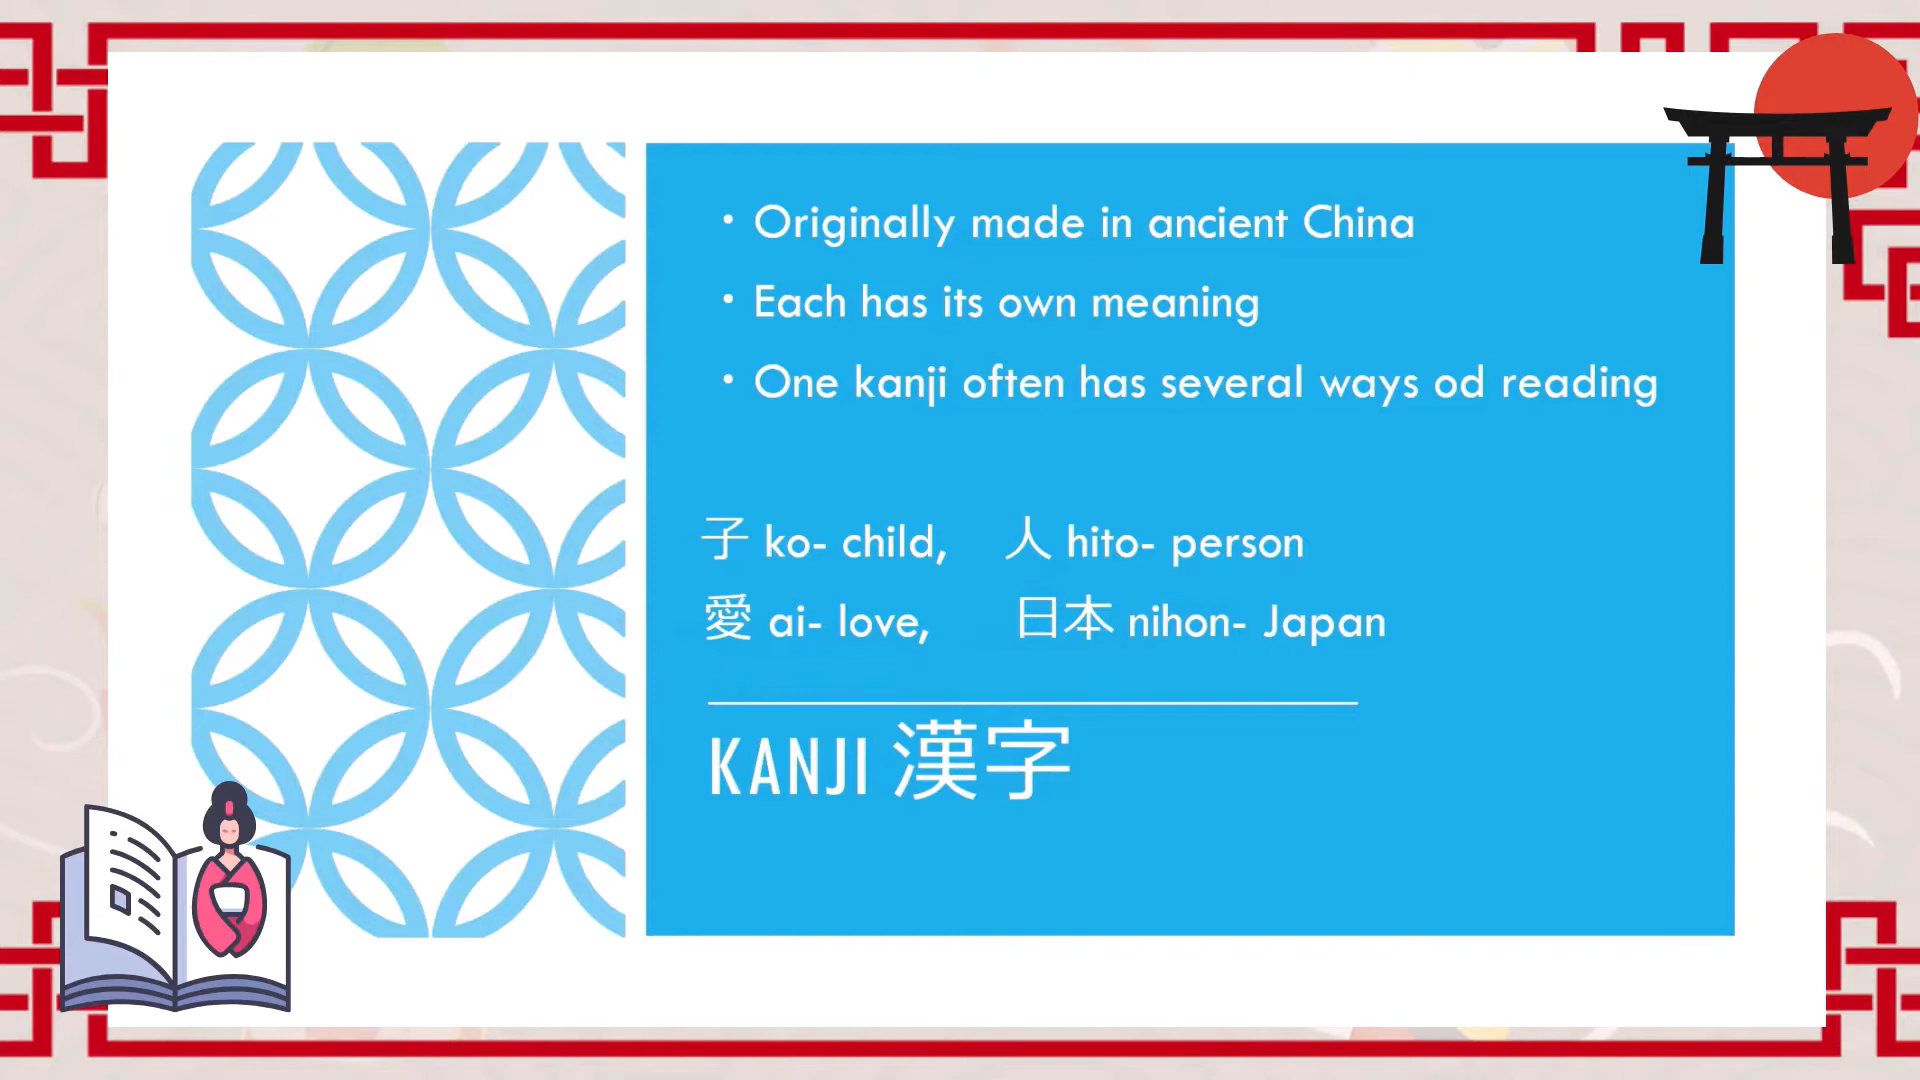 • Originally made in ancient China
• Each has its own meaning
• One kanji often has several ways od reading
子 ko- child, 人 hito- person
愛 ai- love, 日本 nihon- Japan
KANJI 漢字